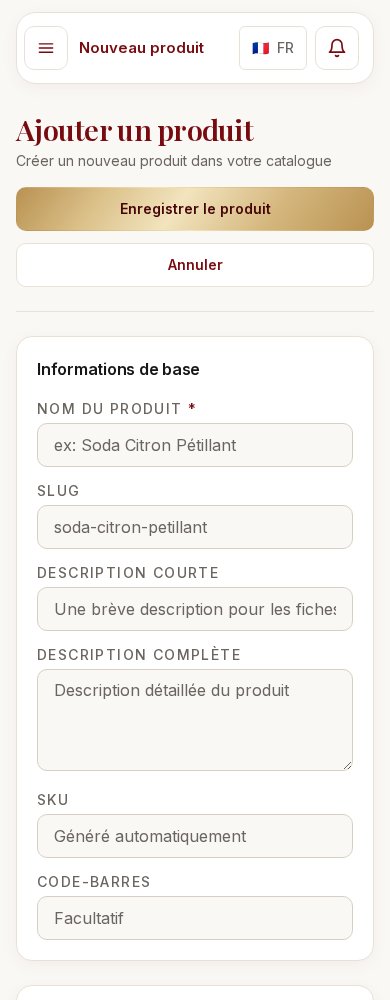 Nouveau produit
FR
Ajouter un produit
Créer un nouveau produit dans votre catalogue
Enregistrer le produit
Annuler
Informations de base
NOM DU PRODUIT *
ex: Soda Citron Pétillant
SLUG
soda-citron-petillant
DESCRIPTION COURTE
Une brève description pour les fiches
DESCRIPTION COMPLÈTE
Description détaillée du produit
SKU
Généré automatiquement
CODE-BARRES
Facultatif